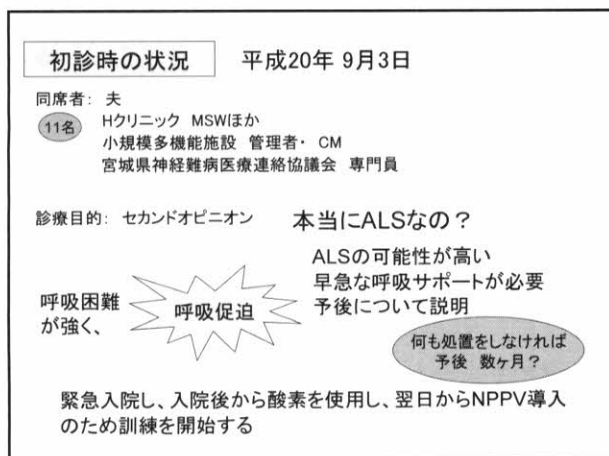 初診時の状況 平成20年 9月3日
同席者: 夫
11名
Hクリニック MSWほか
小規模多機能施設 管理者・ CM
宮城県神経難病医療連絡協議会 専門員
診療目的: セカンドオピニオン 本当にALSなの?
ALSの可能性が高い
早急な呼吸サポートが必要
予後について説明
呼吸困難
が強く、
呼吸促迫
何も処置をしなければ
予後 数ヶ月?
緊急入院し、入院後から酸素を使用し、翌日からNPPV導入
のため訓練を開始する